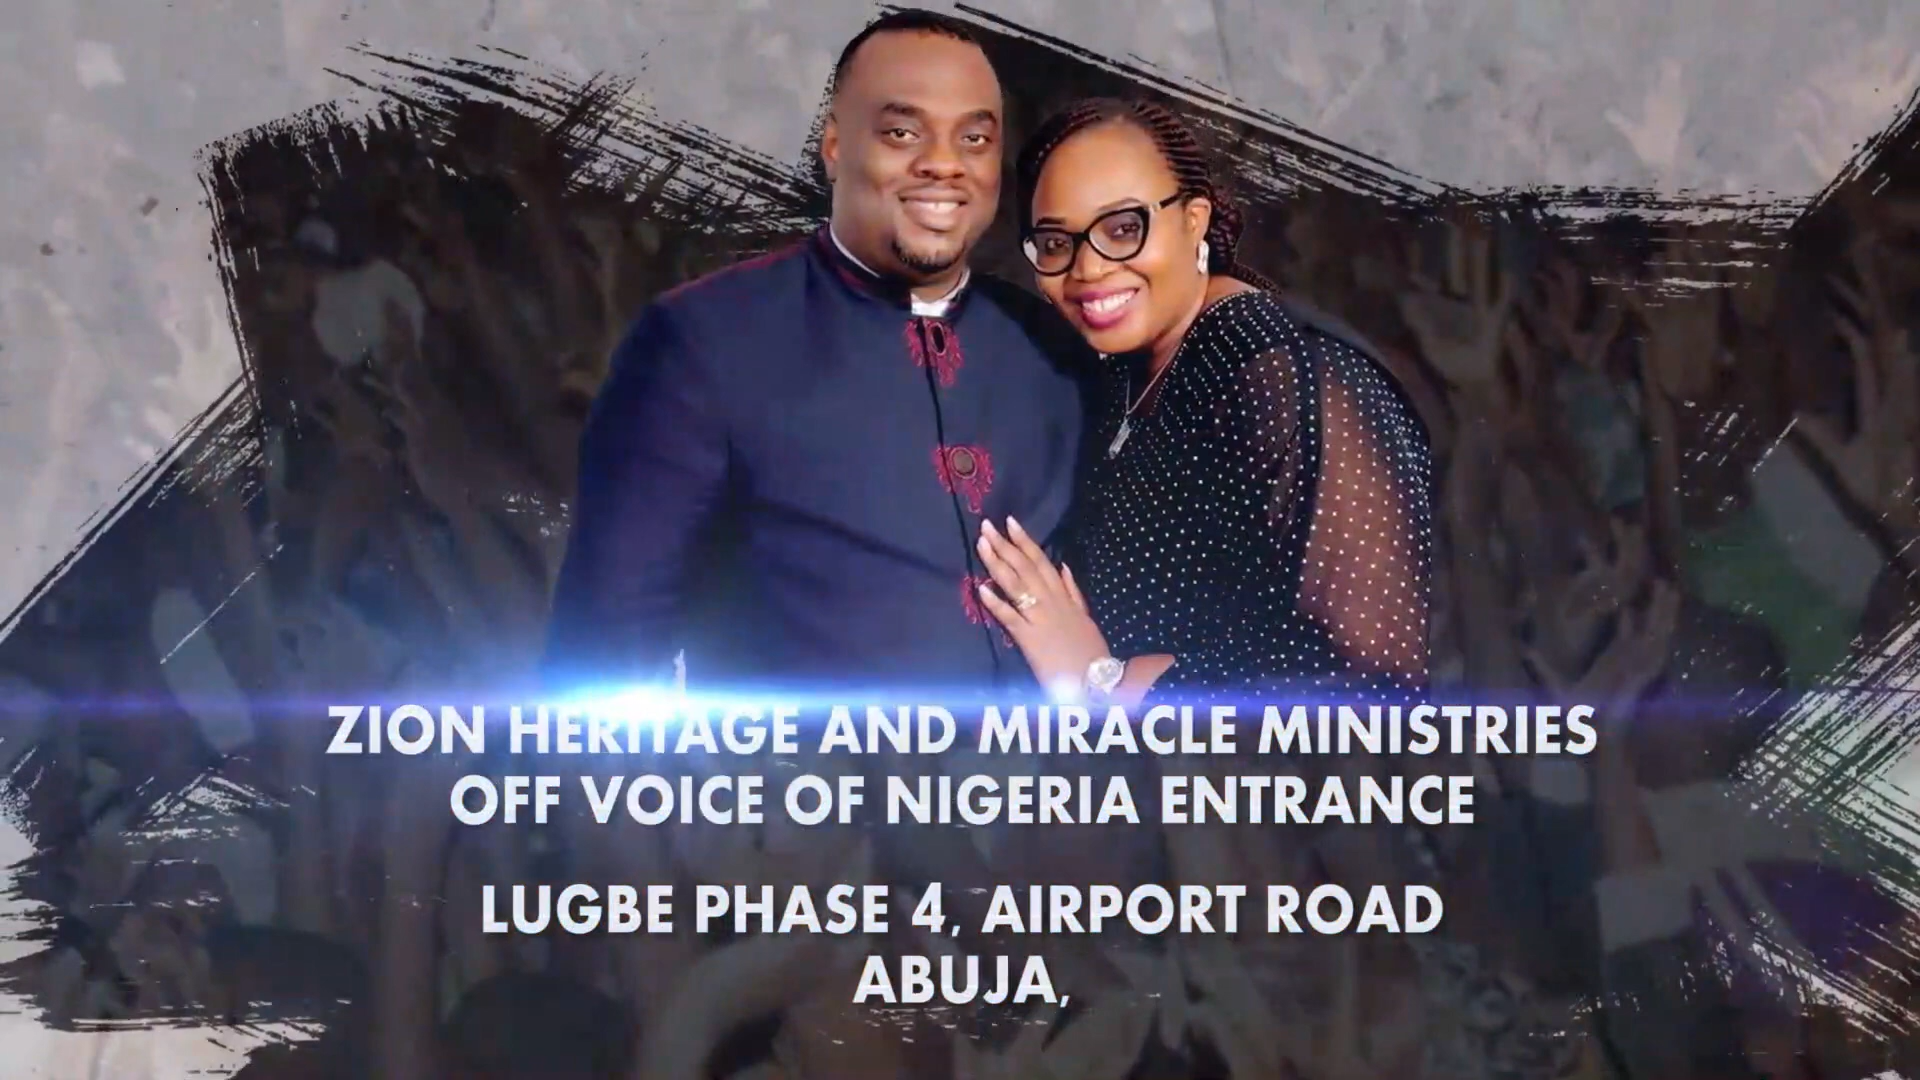 ZION HERITAGE AND MIRACLE MINISTRIES
OFF VOICE OF NIGERIA ENTRANCE
LUGBE PHASE 4, AIRPORT ROAD
ABUJA,